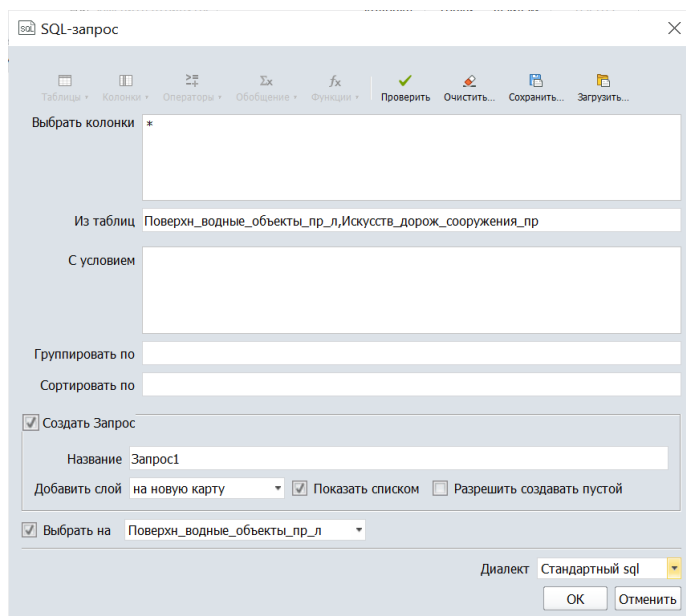 SQL-запрос
Таблицы Колонки Операторы Обобщение Функции Проверить Очистить... Сохранить... Загрузить...
Выбрать колонки *
Из таблиц Поверхн_водные_объекты_пр_л,Искусств_дорож_сооружения_пр
С условием
Группировать по
Сортировать по
Создать Запрос
Название Запрос1
Добавить слой на новую карту Показать списком Разрешить создавать пустой
Выбрать на Поверхн_водные_объекты_пр_л
Диалект Стандартный sql
OK Отменить